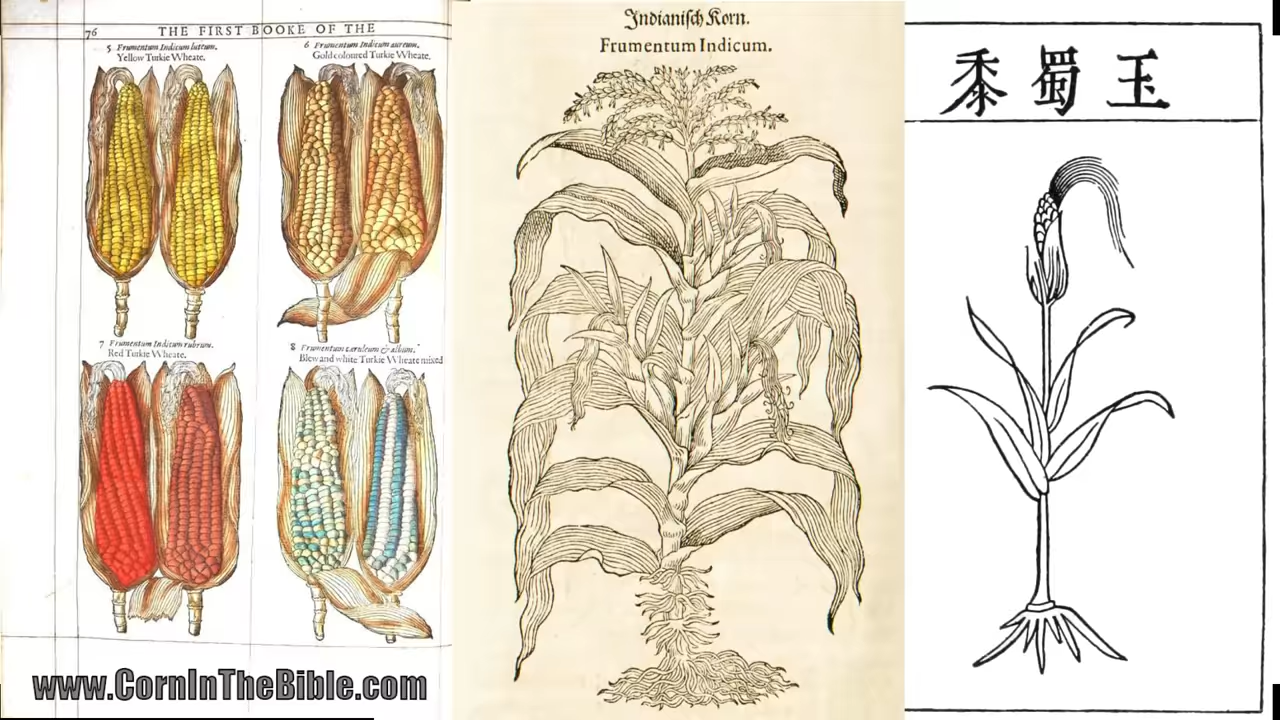 76 THE FIRST BOOKE OF THE
5 Frumentum Indicum luteum.
Yellow Turkie Wheate.
6 Frumentum Indicum aureum.
Gold coloured Turkie Wheate.
7 Frumentum Indicum rubrum.
Red Turkie Wheate.
8 Frumentum cæruleum & album.
Blew and white Turkie Wheate mixed
www.CornInTheBible.com
Indianisch Korn.
Frumentum Indicum.
黍蜀玉